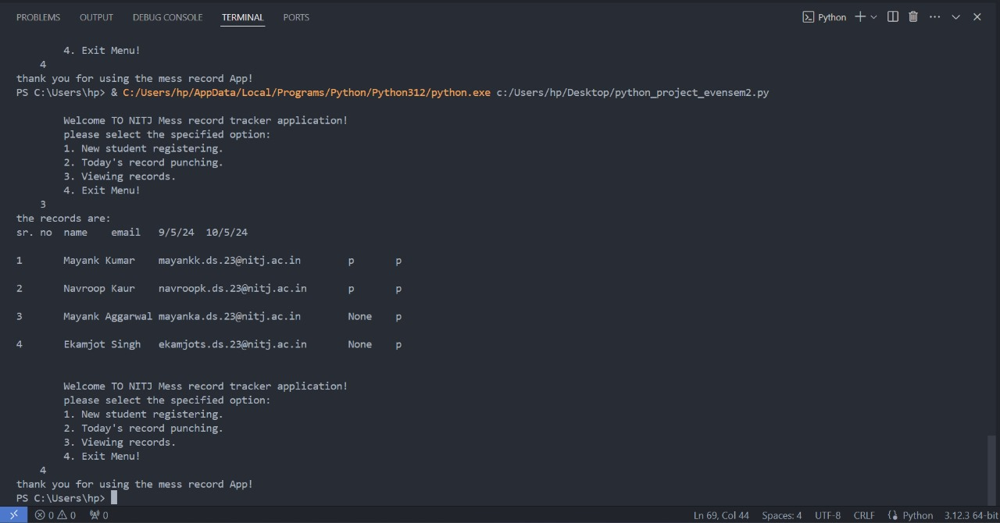 PROBLEMS OUTPUT DEBUG CONSOLE TERMINAL PORTS Python
4. Exit Menu!
4
thank you for using the mess record App!
PS C:\Users\hp> & C:/Users/hp/AppData/Local/Programs/Python/Python312/python.exe c:/Users/hp/Desktop/python_project_evensem2.py
Welcome TO NITJ Mess record tracker application!
please select the specified option:
1. New student registering.
2. Today's record punching.
3. Viewing records.
4. Exit Menu!
3
the records are:
sr. no name email 9/5/24 10/5/24
1 Mayank Kumar mayankk.ds.23@nitj.ac.in p p
2 Navroop Kaur navroopk.ds.23@nitj.ac.in p p
3 Mayank Aggarwal mayanka.ds.23@nitj.ac.in None p
4 Ekamjot Singh ekamjots.ds.23@nitj.ac.in None p
Welcome TO NITJ Mess record tracker application!
please select the specified option:
1. New student registering.
2. Today's record punching.
3. Viewing records.
4. Exit Menu!
4
thank you for using the mess record App!
PS C:\Users\hp>
0 0 0 Ln 69, Col 44 Spaces: 4 UTF-8 CRLF Python 3.12.3 64-bit